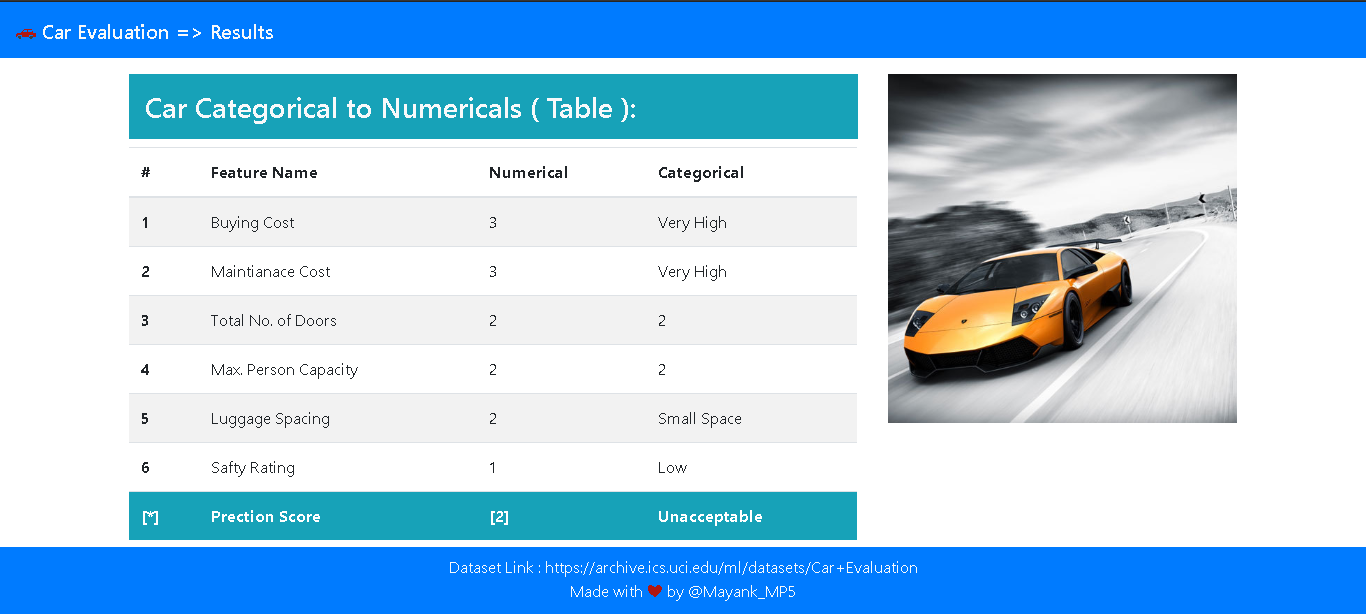 Car Evaluation => Results
Car Categorical to Numericals ( Table ):
# Feature Name Numerical Categorical
1 Buying Cost 3 Very High
2 Maintianace Cost 3 Very High
3 Total No. of Doors 2 2
4 Max. Person Capacity 2 2
5 Luggage Spacing 2 Small Space
6 Safty Rating 1 Low
[*] Prection Score [2] Unacceptable
Dataset Link : https://archive.ics.uci.edu/ml/datasets/Car+Evaluation
Made with ❤ by @Mayank_MP5